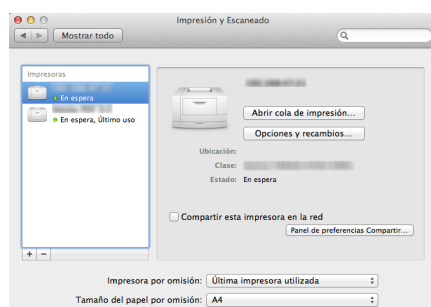 Impresión y Escaneado
Mostrar todo
Impresoras
En espera
En espera, Último uso
Abrir cola de impresión...
Opciones y recambios...
Ubicación:
Clase:
Estado: En espera
Compartir esta impresora en la red
Panel de preferencias Compartir...
Impresora por omisión: Última impresora utilizada
Tamaño del papel por omisión: A4